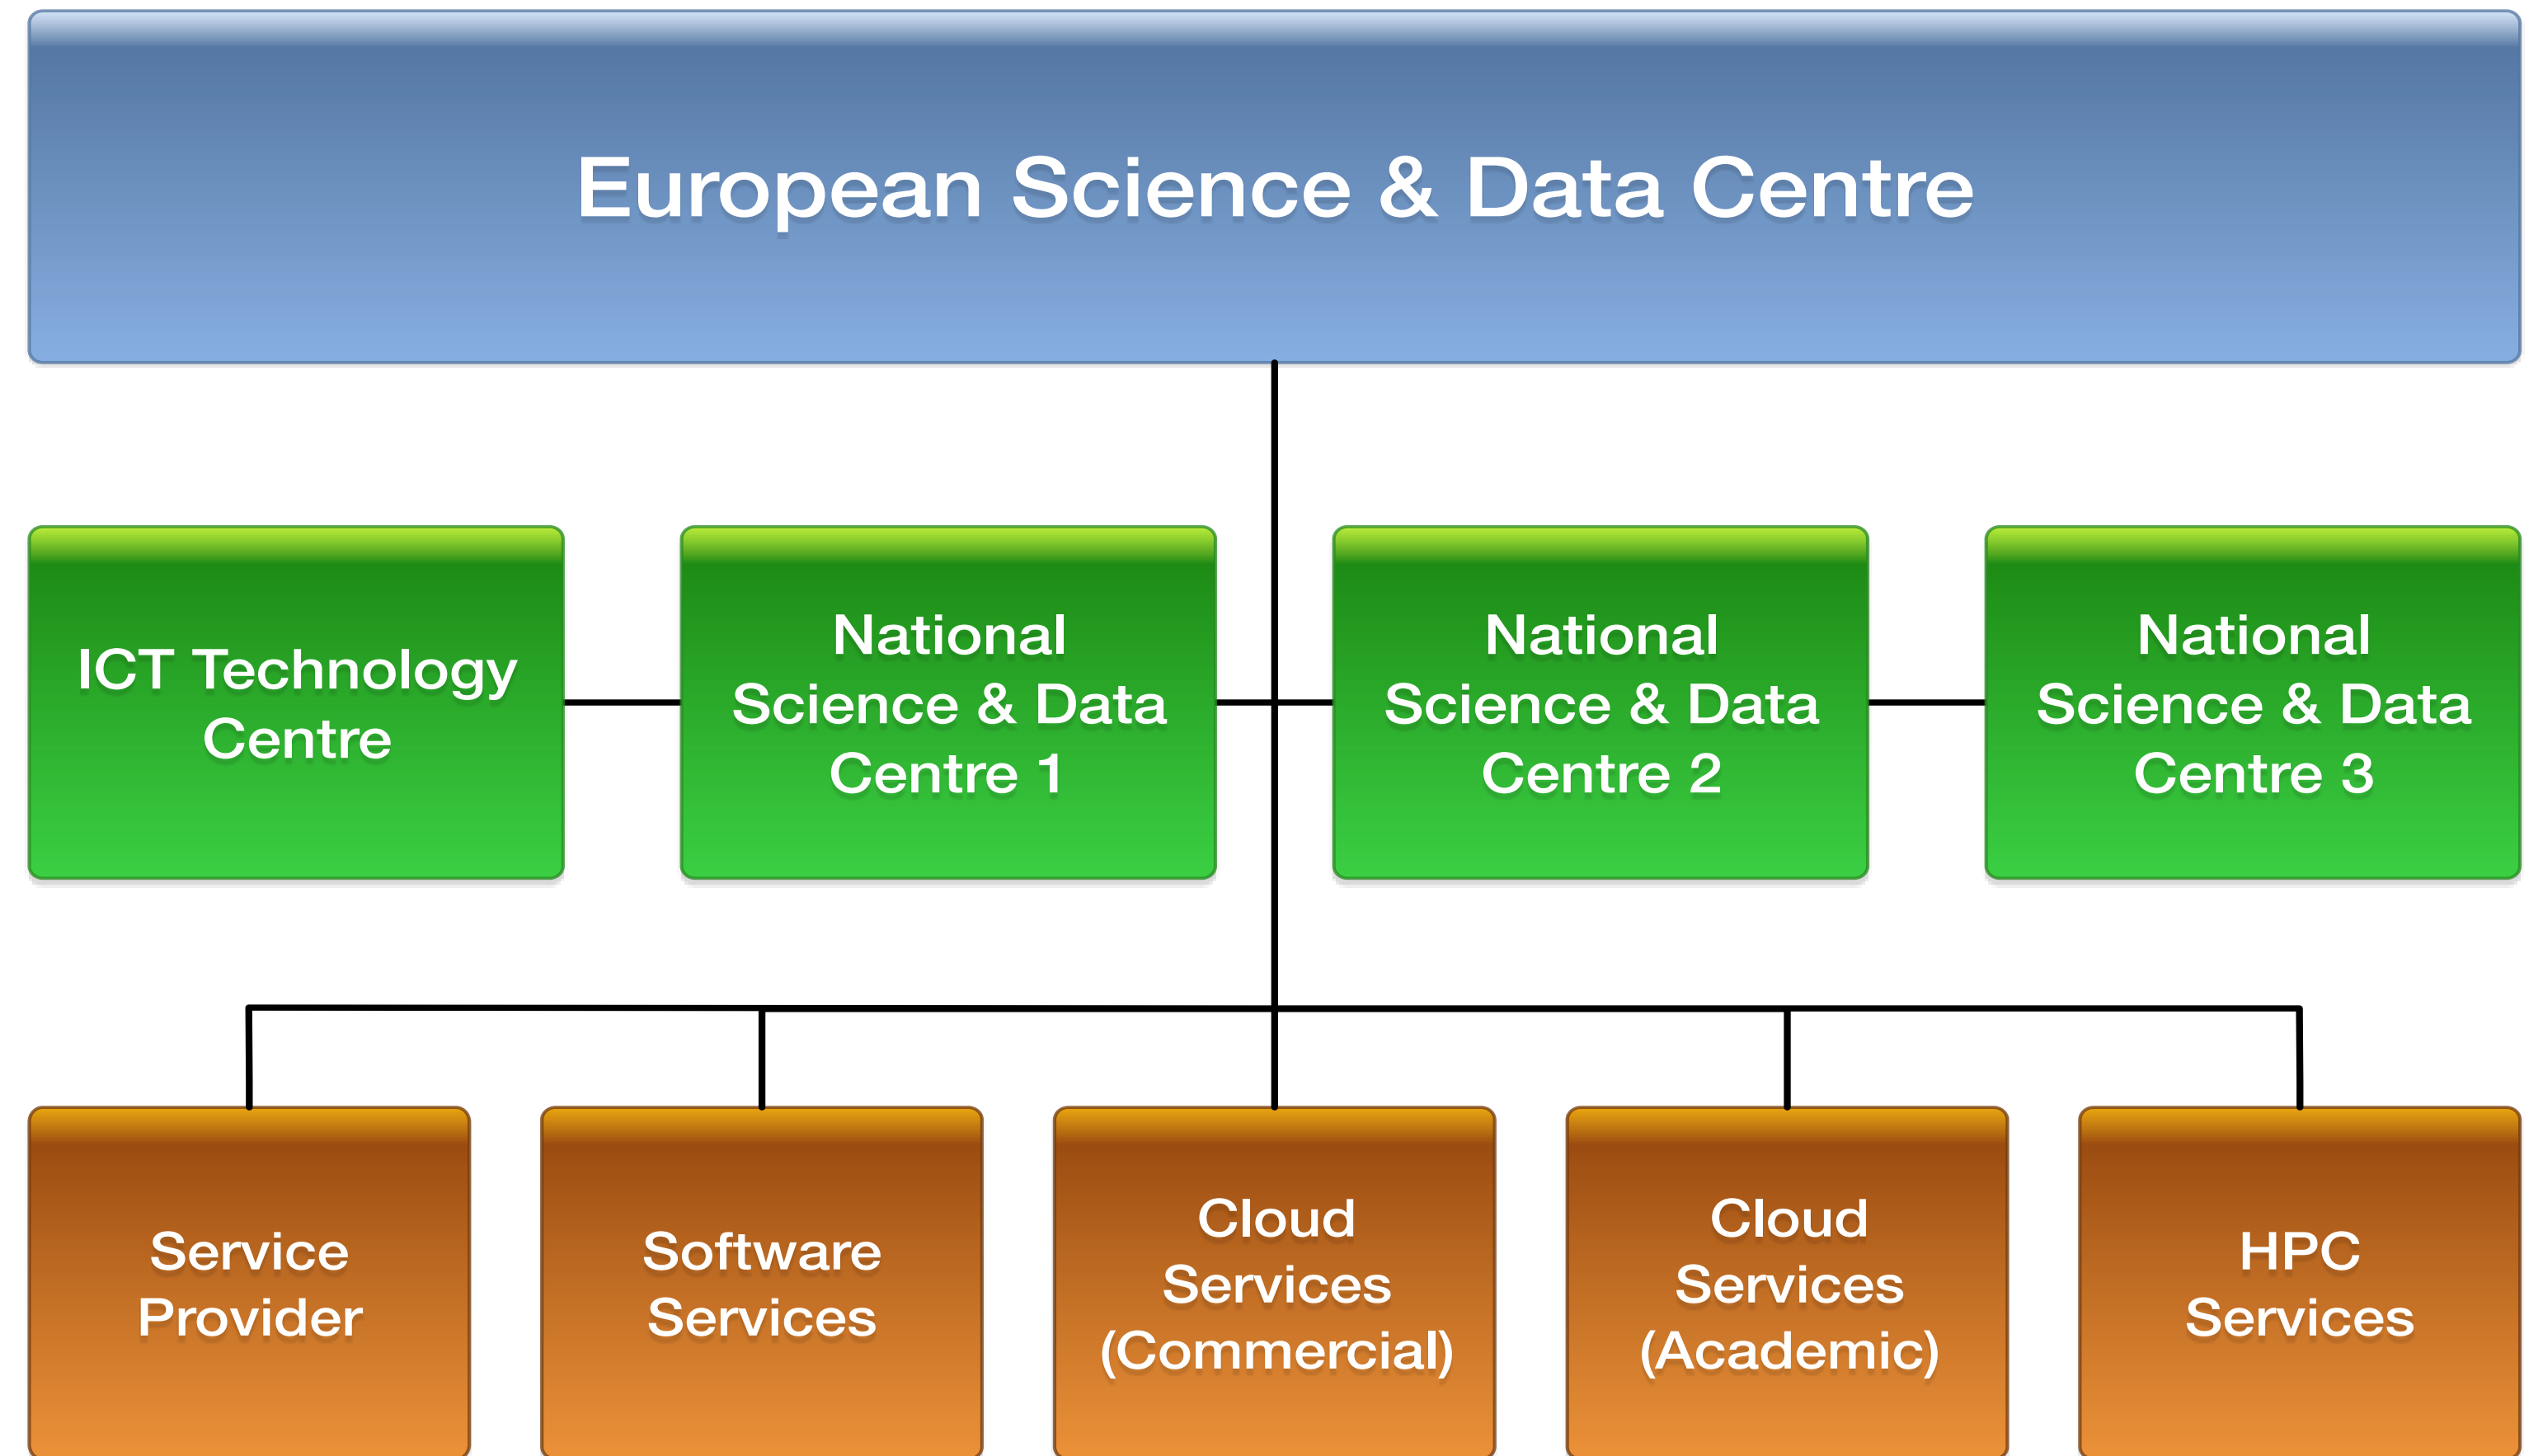 European Science & Data Centre
ICT Technology
Centre
National
Science & Data
Centre 1
National
Science & Data
Centre 2
National
Science & Data
Centre 3
Service
Provider
Software
Services
Cloud
Services
(Commercial)
Cloud
Services
(Academic)
HPC
Services